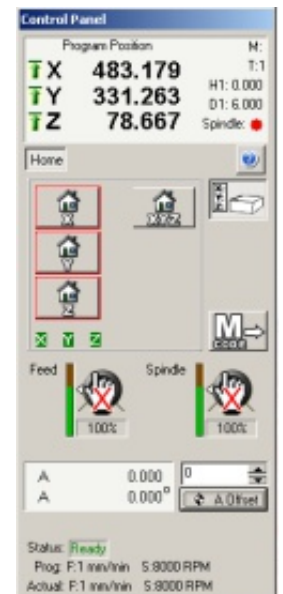 Control Panel
Program Position M:
X 483.179 T:1
Y 331.263 H1: 0.000
D1: 6.000
Z 78.667 Spindle:
Home
X XYZ
Y
Z
X Y Z
M CODE
Feed Spindle
100% 100%
A 0.000 0
A 0.000° A Offset
Status: Ready
Prog: F:1 mm/min S:8000 RPM
Actual: F:1 mm/min S:8000 RPM